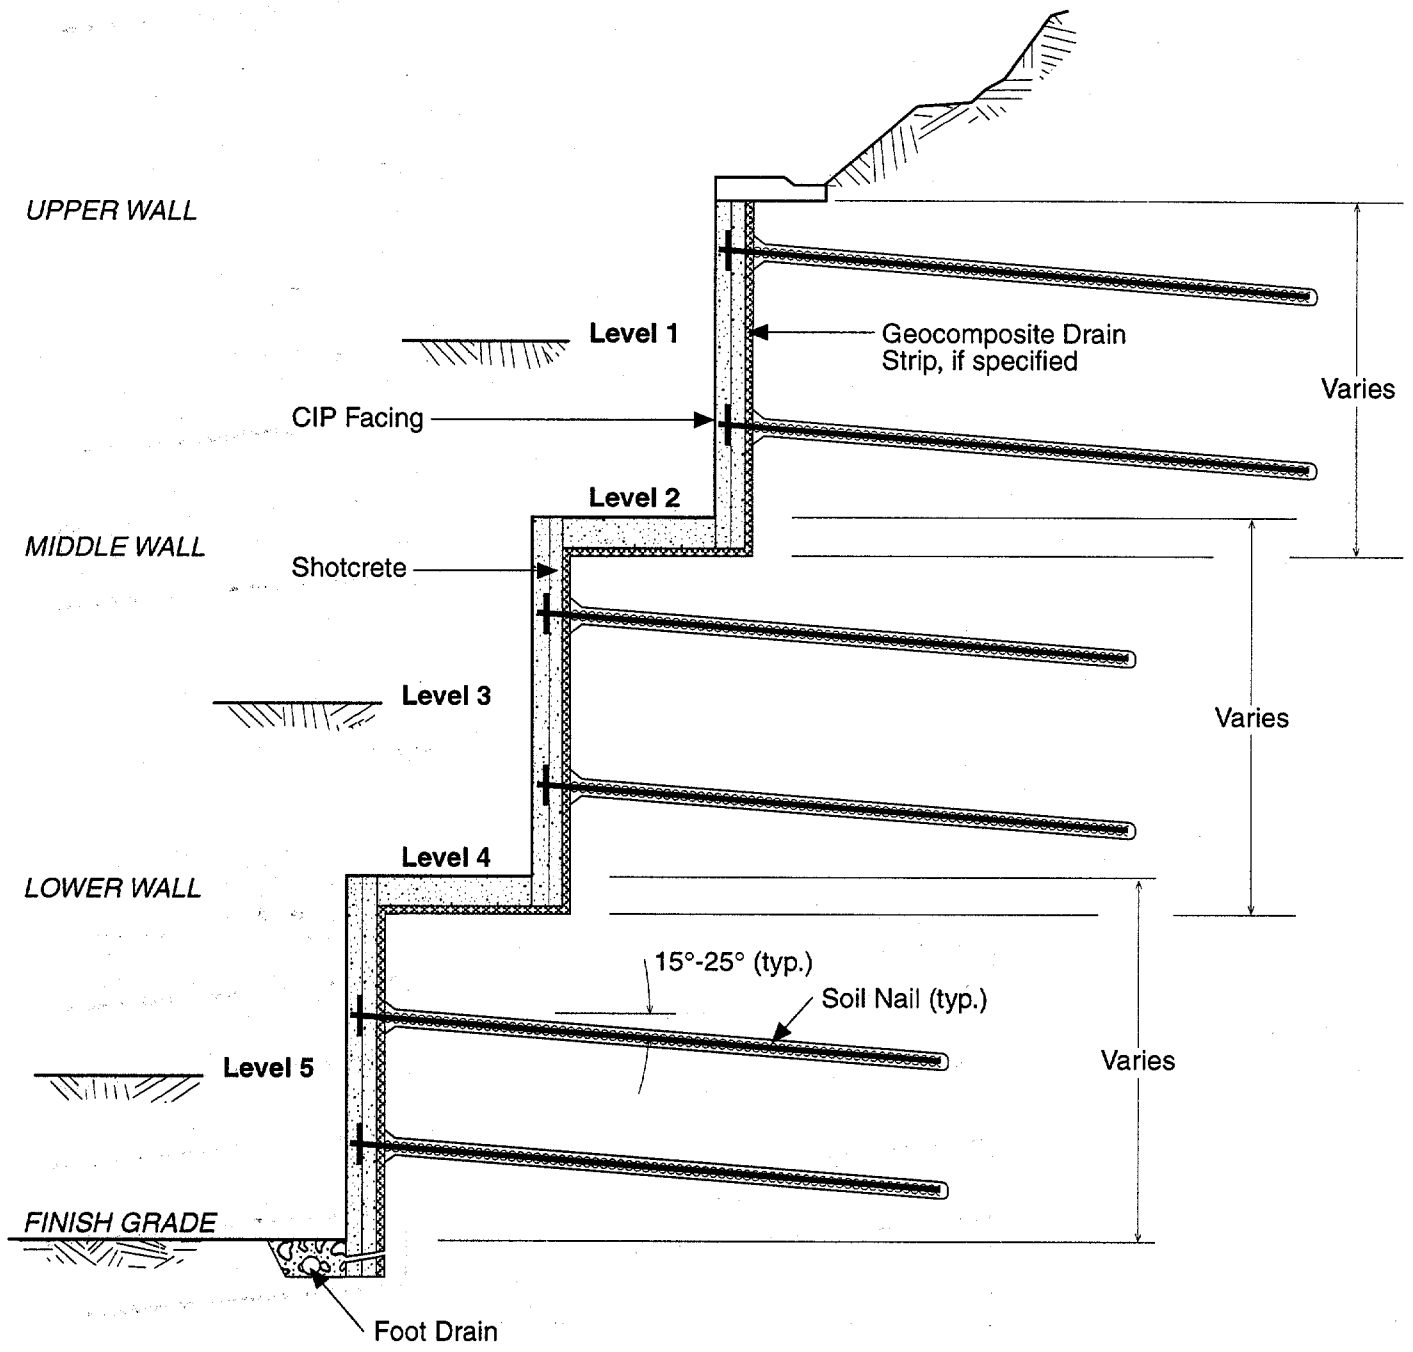 UPPER WALL
Level 1
Geocomposite Drain
Strip, if specified
Varies
CIP Facing
Level 2
MIDDLE WALL
Shotcrete
Level 3
Varies
Level 4
LOWER WALL
15°-25° (typ.)
Soil Nail (typ.)
Level 5
Varies
FINISH GRADE
Foot Drain